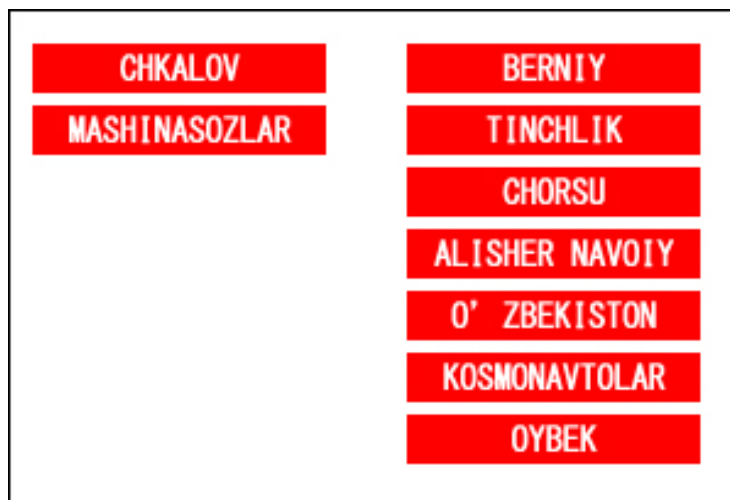 CHKALOV
MASHINASOZLAR
BERNIY
TINCHLIK
CHORSU
ALISHER NAVOIY
O' ZBEKISTON
KOSMONAVTOLAR
OYBEK